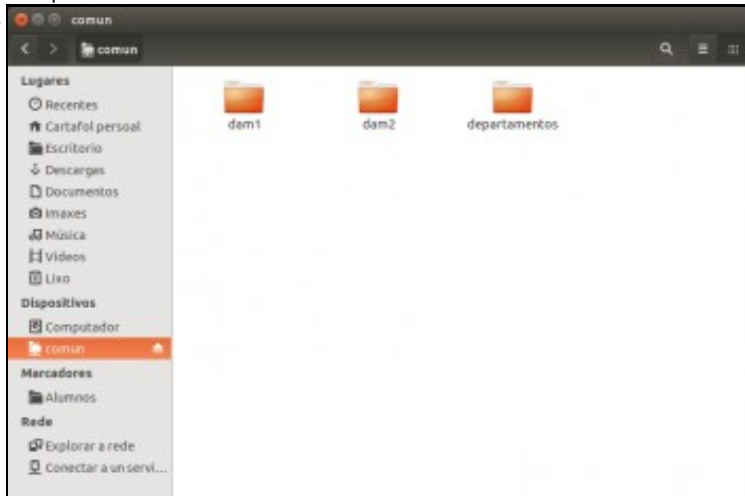 comun
comun
Lugares
Recentes
Cartafol persoal
Escritorio
Descargas
Documentos
Imaxes
Música
Vídeos
Lixo
Dispositivos
Computador
comun
Marcadores
Alumnos
Rede
Explorar a rede
Conectar a un servi...
dam1
dam2
departamentos